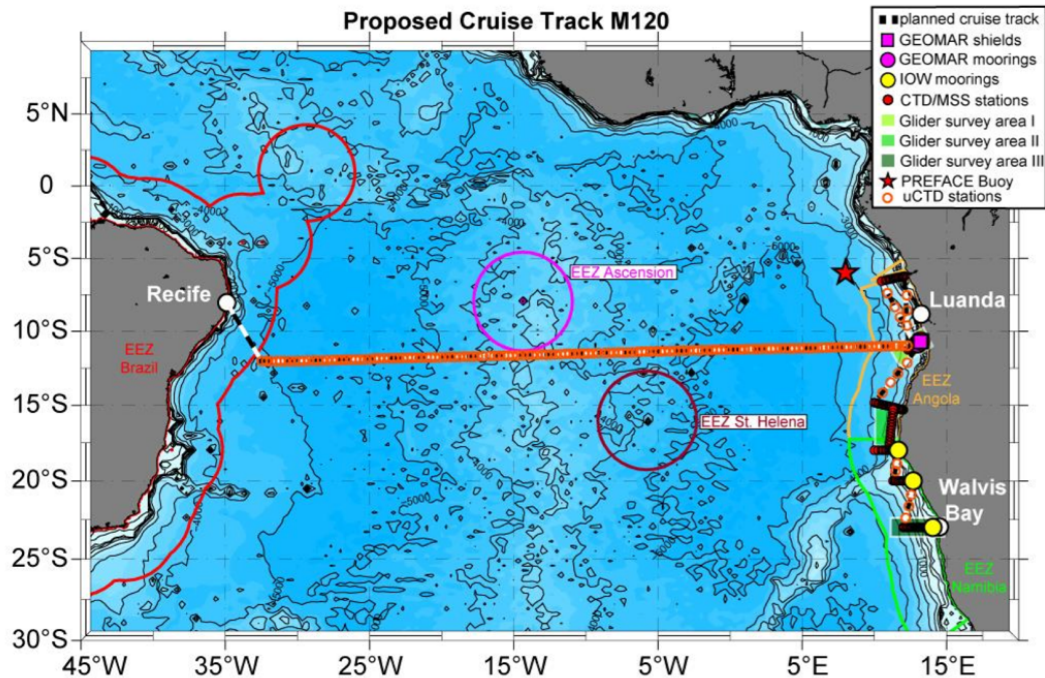 Proposed Cruise Track M120
planned cruise track
GEOMAR shields
GEOMAR moorings
IOW moorings
CTD/MSS stations
Glider survey area I
Glider survey area II
Glider survey area III
PREFACE Buoy
uCTD stations
5°N
0
5°S
10°S
15°S
20°S
25°S
30°S
45°W
35°W
25°W
15°W
5°W
5°E
15°E
Recife
EEZ
Brazil
EEZ Ascension
EEZ St. Helena
Luanda
EEZ
Angola
Walvis
Bay
EEZ
Namibia